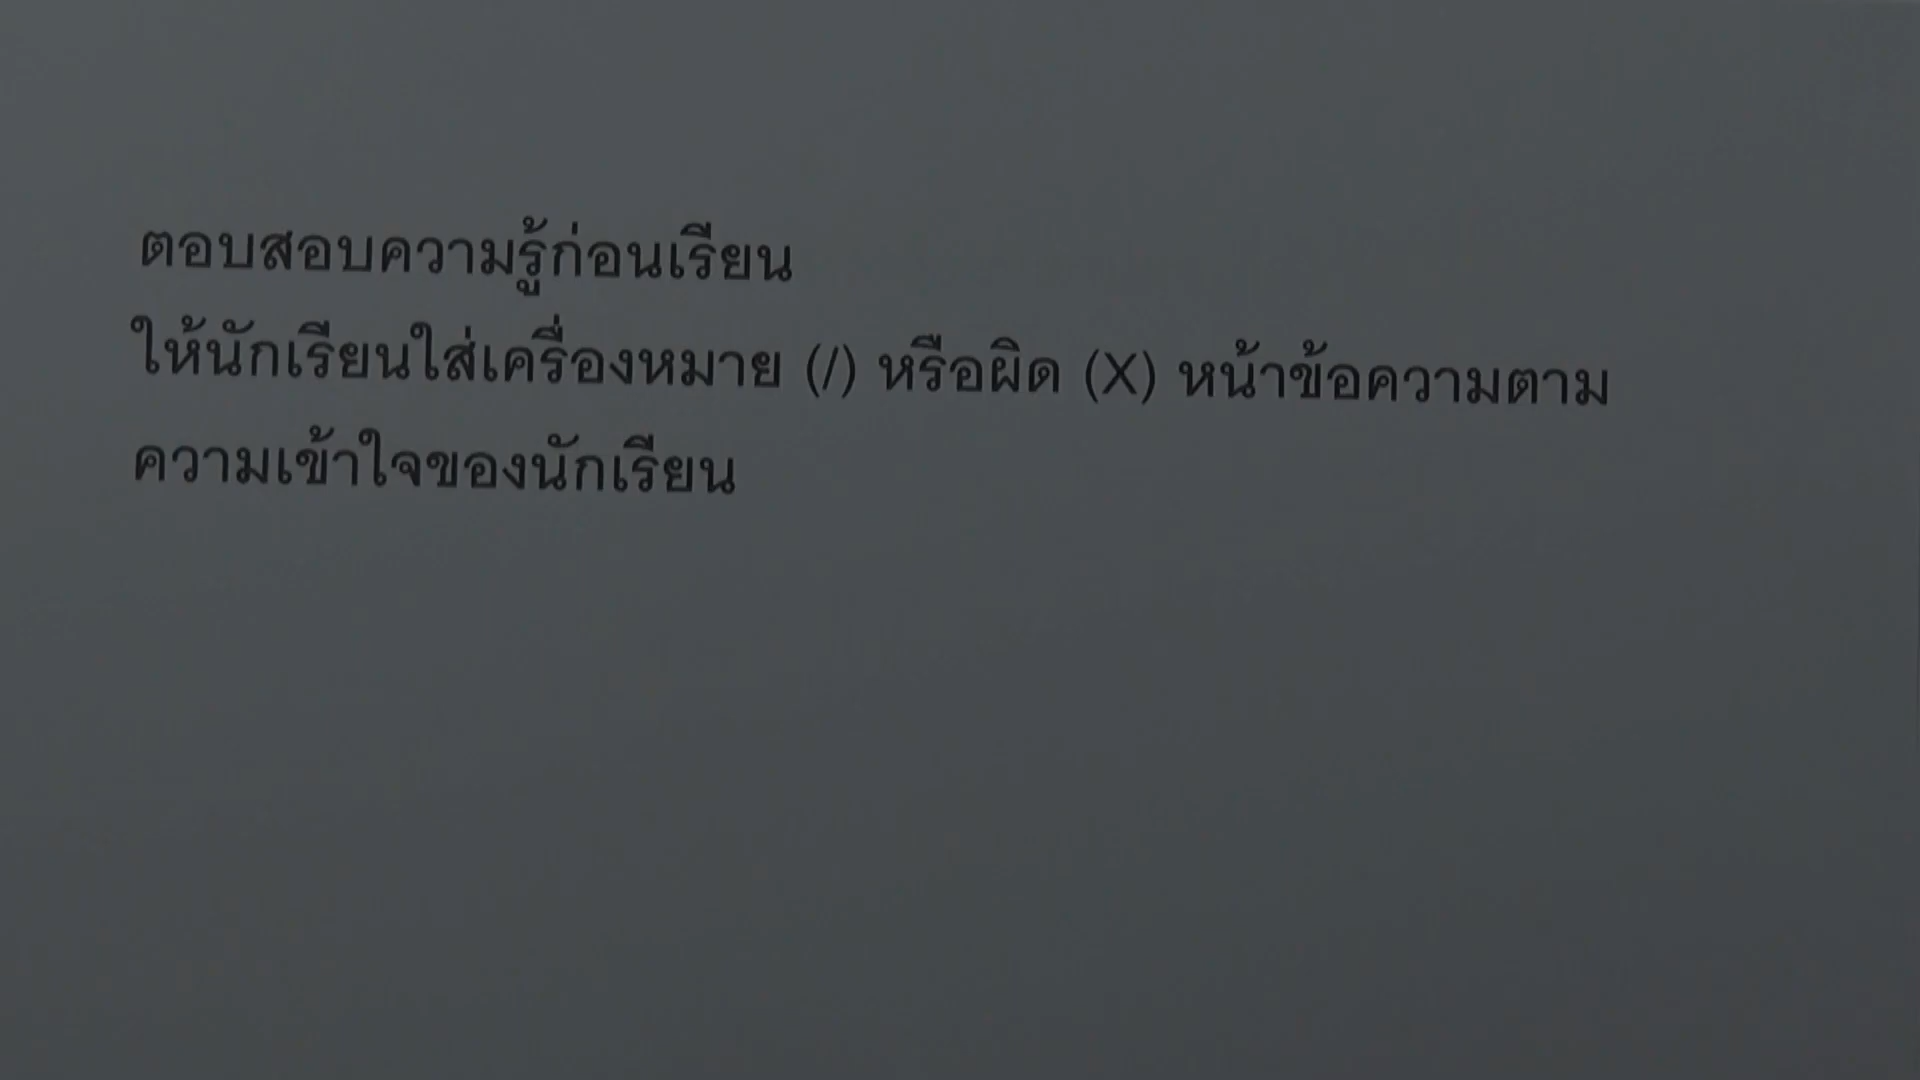 ตอบสอบความรู้ก่อนเรียน
ให้นักเรียนใส่เครื่องหมาย (/) หรือผิด (X) หน้าข้อความตาม
ความเข้าใจของนักเรียน